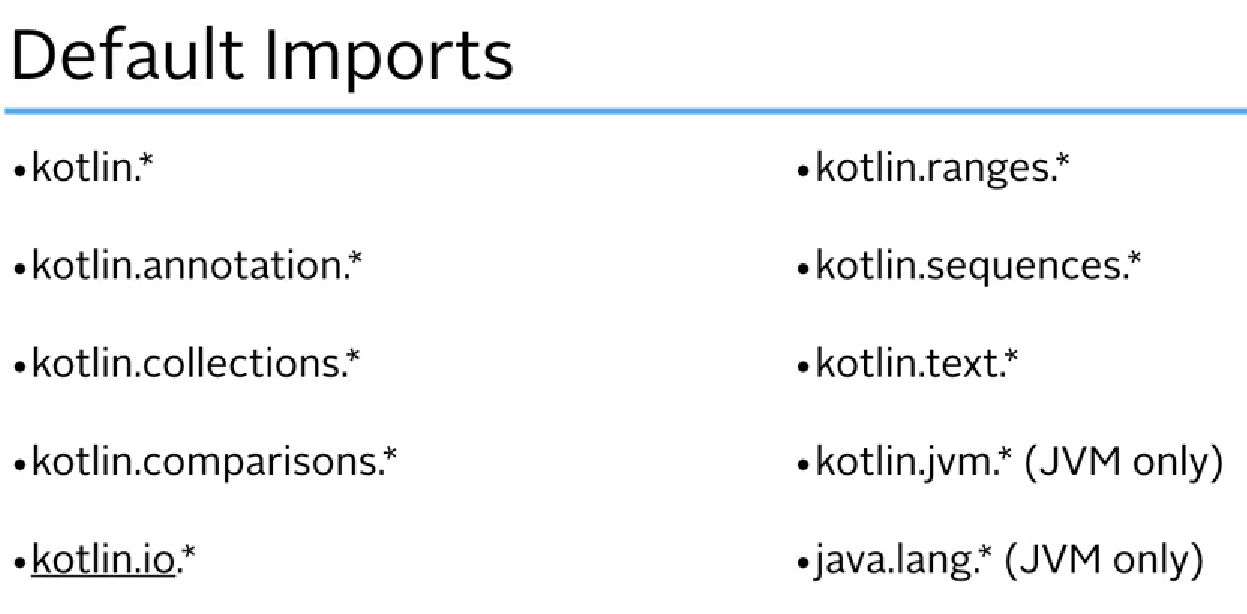 Default Imports
•kotlin.*
•kotlin.annotation.*
•kotlin.collections.*
•kotlin.comparisons.*
•kotlin.io.*
•kotlin.ranges.*
•kotlin.sequences.*
•kotlin.text.*
•kotlin.jvm.* (JVM only)
•java.lang.* (JVM only)